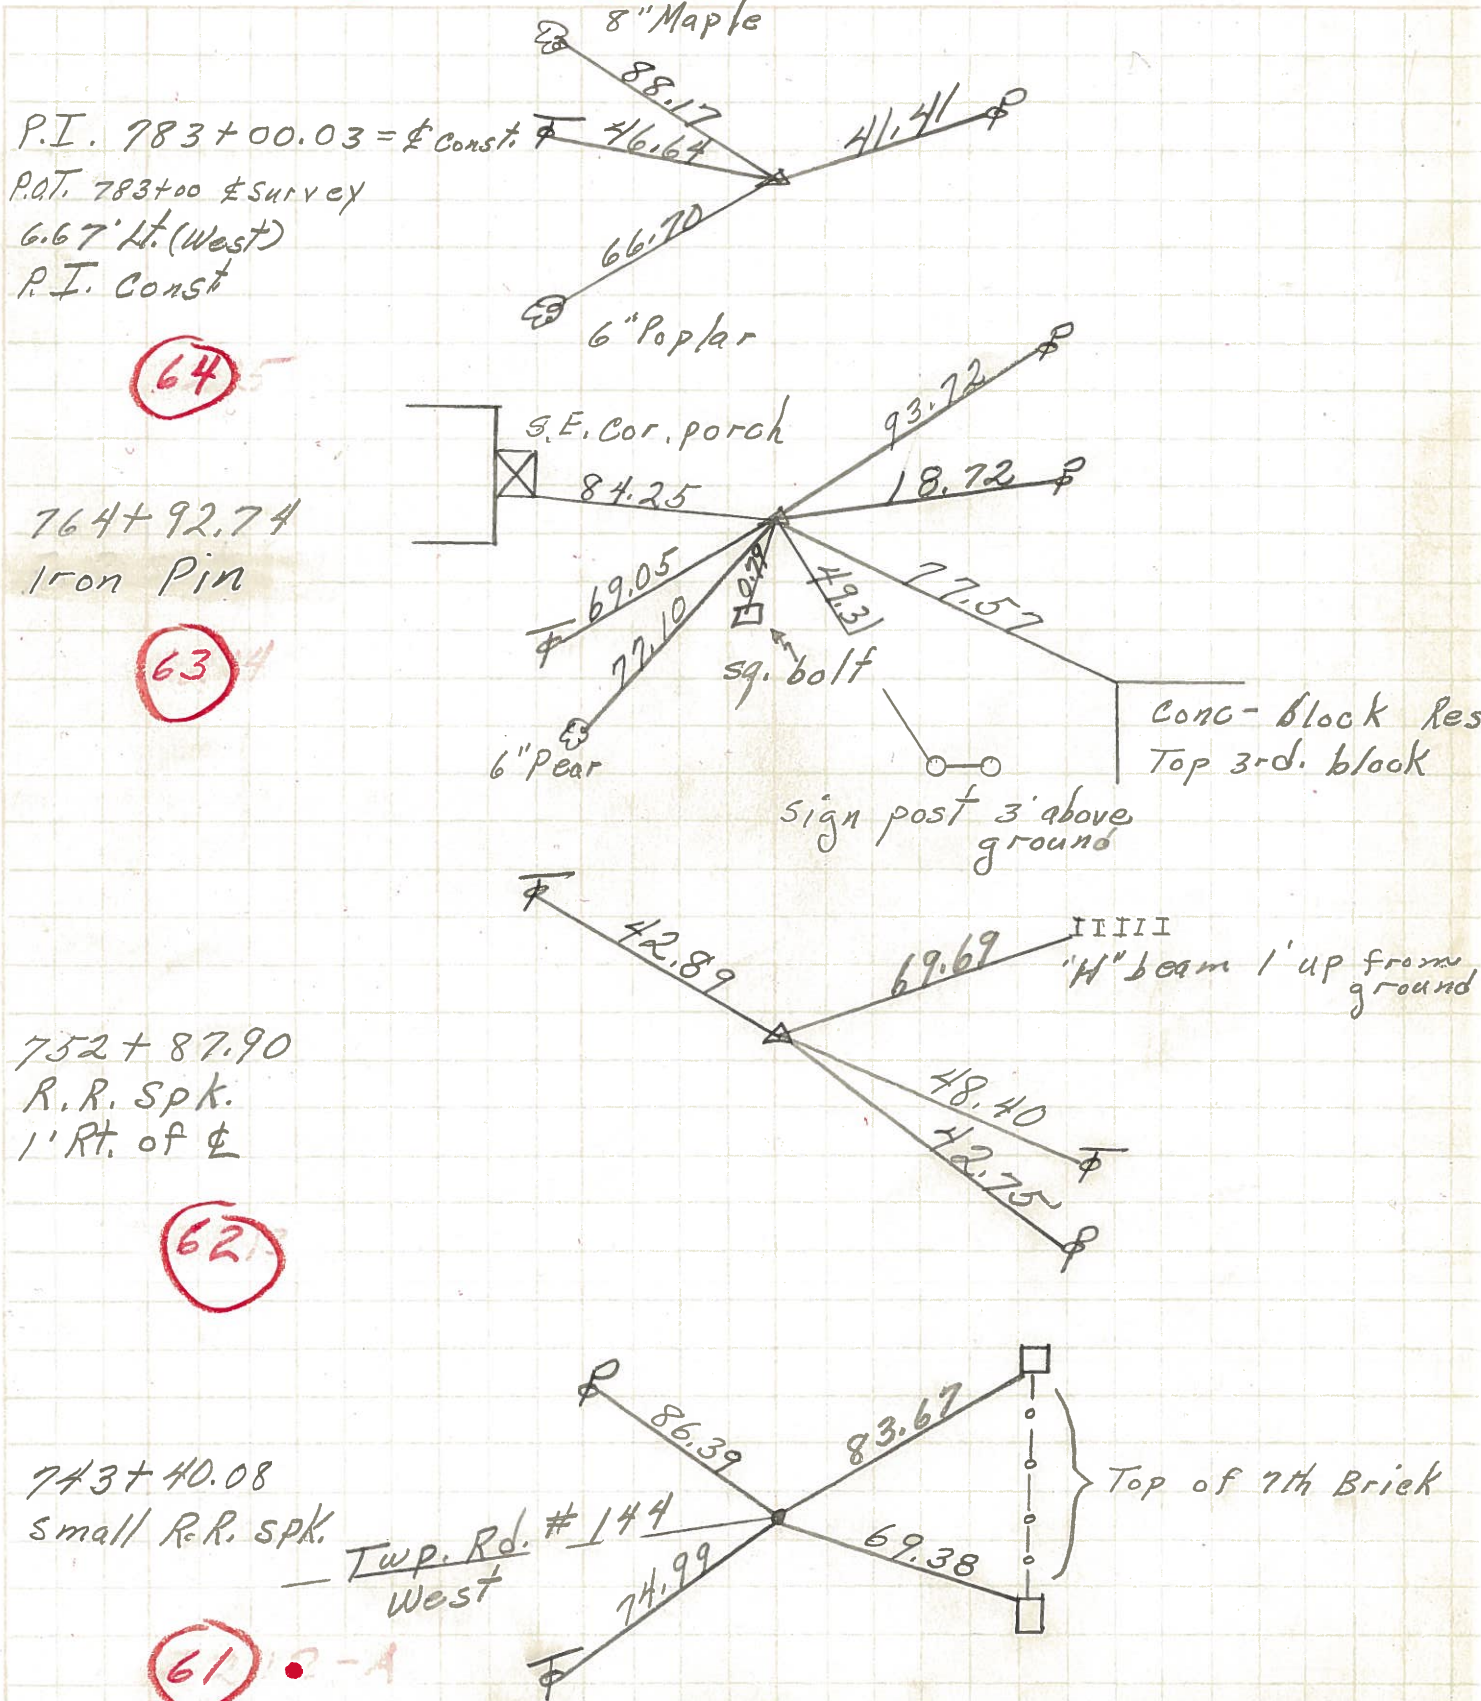 8" Maple
88.17
41.41
P.I. 783+00.03 = ℄ Const.
46.64
P.O.T. 783+00 ℄ Survey
6.67' Lt. (West)
66.70
P.I. Const
6" Poplar
64
93.72
S.E. Cor. porch
18.72
84.25
764+92.74
Iron Pin
69.05
77.10
49.31
77.57
63
sq. bolt
Conc-Block Res
6" Pear
Top 3rd. block
sign post 3' above
ground
42.89
69.69
IIIII
"H" beam 1' up from
ground
752+87.90
R.R. Spk.
48.40
1' Rt. of ℄
42.75
62
86.39
83.67
743+40.08
Top of 7th Brick
small R.R. spk.
Twp. Rd. # 144
West
69.38
74.99
61